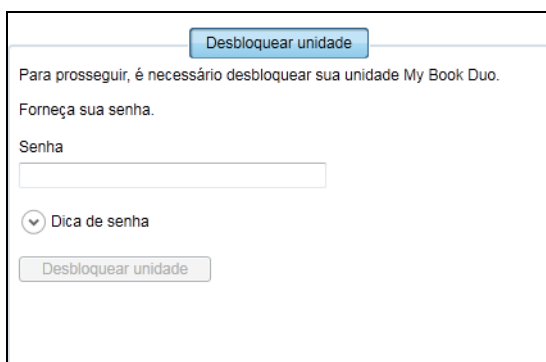 Desbloquear unidade
Para prosseguir, é necessário desbloquear sua unidade My Book Duo.
Forneça sua senha.
Senha
Dica de senha
Desbloquear unidade